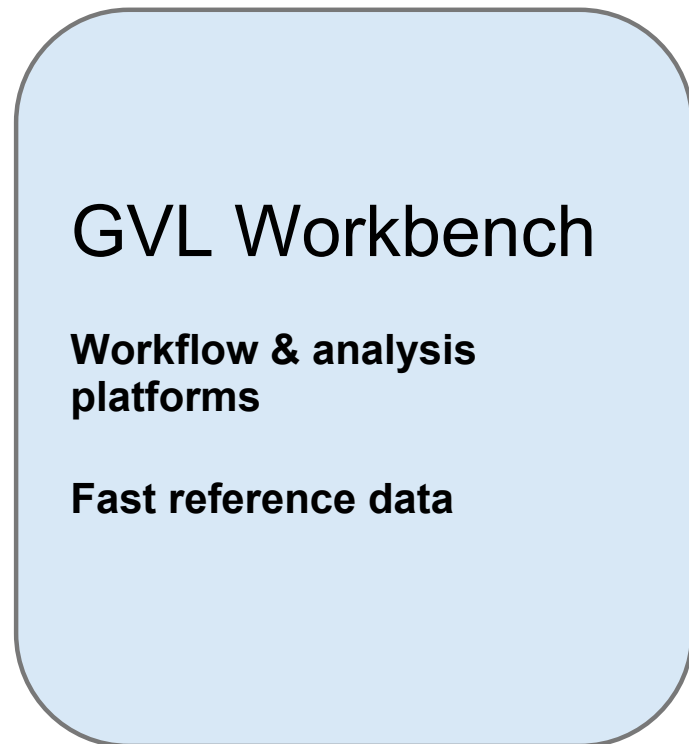 GVL Workbench
Workflow & analysis
platforms
Fast reference data